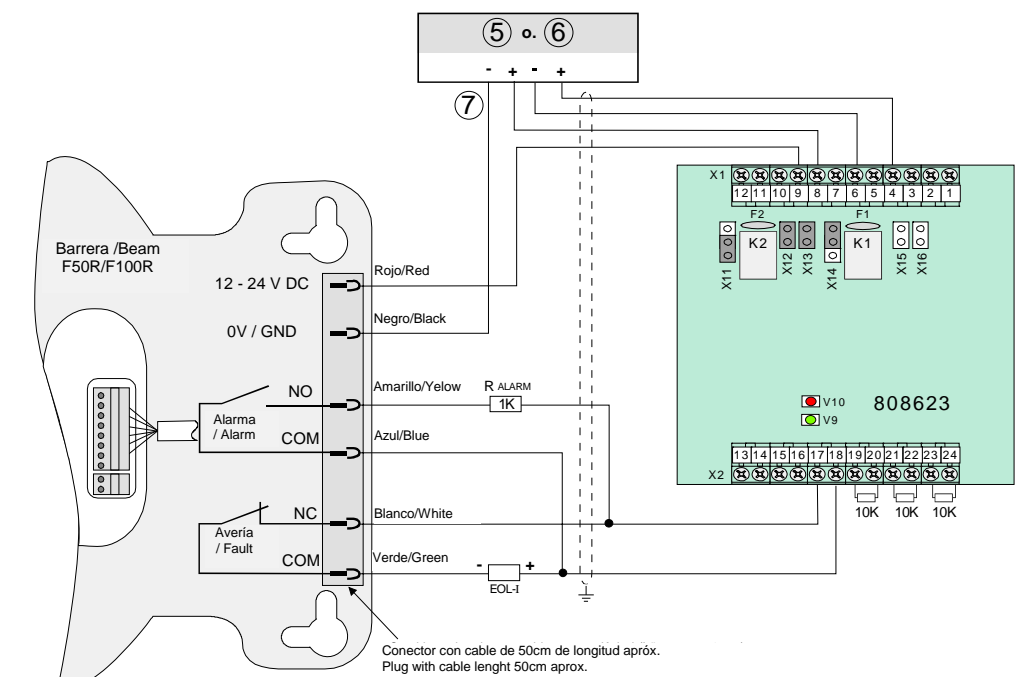 5 o. 6
- + - +
7
X1
12 11 10 9 8 7 6 5 4 3 2 1
F2 F1
K2 K1
X11 X12 X13 X14 X15 X16
Barrera /Beam
F50R/F100R
12 - 24 V DC
Rojo/Red
0V / GND
Negro/Black
NO
Amarillo/Yelow
R ALARM
1K
Alarma
/ Alarm
COM
Azul/Blue
V10
V9
808623
13 14 15 16 17 18 19 20 21 22 23 24
X2
10K 10K 10K
NC
Blanco/White
Avería
/ Fault
COM
Verde/Green
- +
EOL-I
Conector con cable de 50cm de longitud apróx.
Plug with cable lenght 50cm aprox.